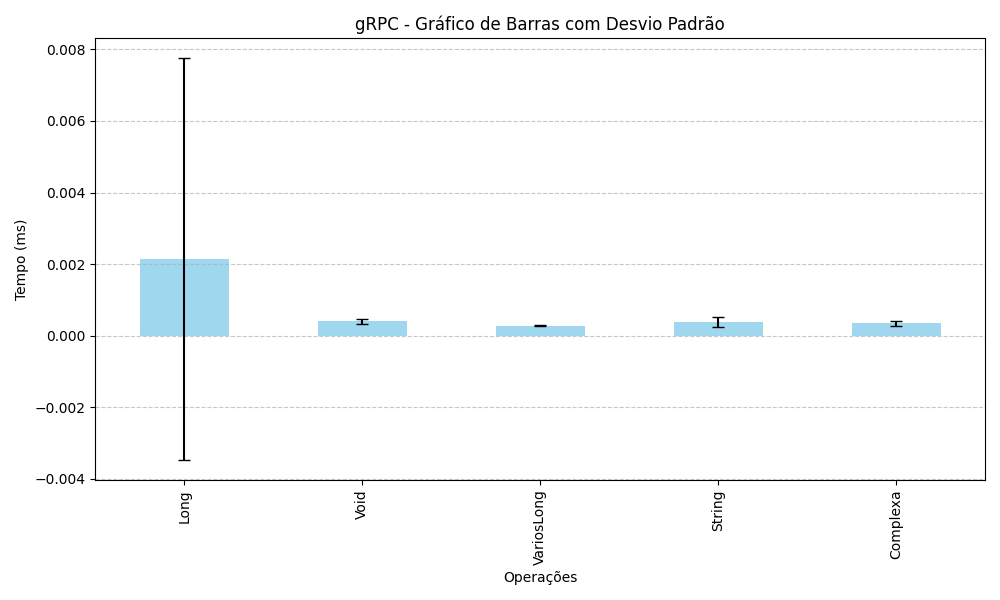 gRPC - Gráfico de Barras com Desvio Padrão
0.008
0.006
0.004
0.002
0.000
−0.002
−0.004
Tempo (ms)
Long
Void
VariosLong
String
Complexa
Operações